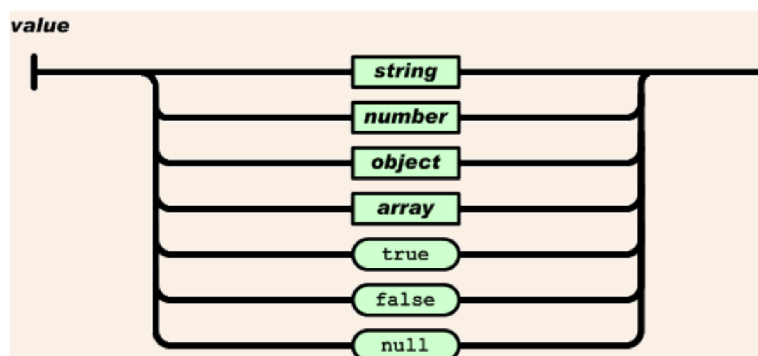 value
string
number
object
array
true
false
null